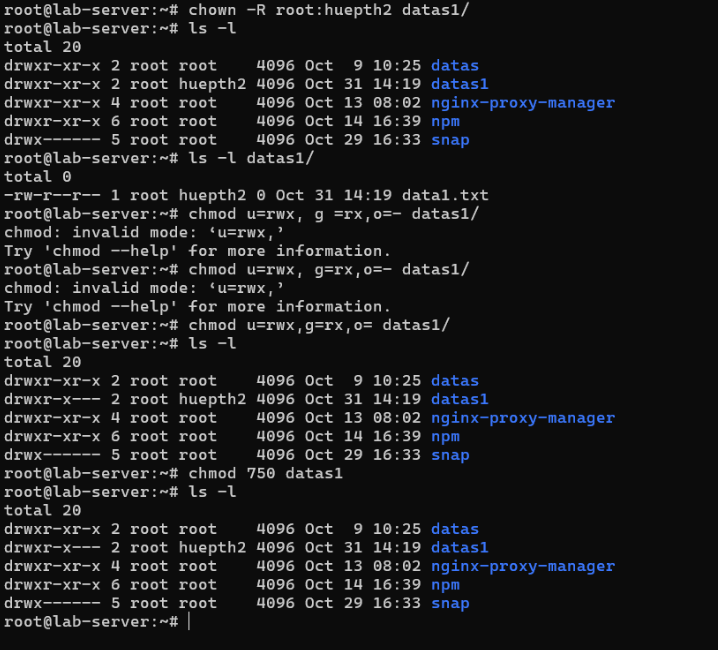 root@lab-server:~# chown -R root:huepth2 datas1/
root@lab-server:~# ls -l
total 20
drwxr-xr-x 2 root root    4096 Oct  9 10:25 datas
drwxr-xr-x 2 root huepth2 4096 Oct 31 14:19 datas1
drwxr-xr-x 4 root root    4096 Oct 13 08:02 nginx-proxy-manager
drwxr-xr-x 6 root root    4096 Oct 14 16:39 npm
drwx------ 5 root root    4096 Oct 29 16:33 snap
root@lab-server:~# ls -l datas1/
total 0
-rw-r--r-- 1 root huepth2 0 Oct 31 14:19 data1.txt
root@lab-server:~# chmod u=rwx, g =rx,o=- datas1/
chmod: invalid mode: ‘u=rwx,’
Try 'chmod --help' for more information.
root@lab-server:~# chmod u=rwx, g=rx,o=- datas1/
chmod: invalid mode: ‘u=rwx,’
Try 'chmod --help' for more information.
root@lab-server:~# chmod u=rwx,g=rx,o= datas1/
root@lab-server:~# ls -l
total 20
drwxr-xr-x 2 root root    4096 Oct  9 10:25 datas
drwxr-x--- 2 root huepth2 4096 Oct 31 14:19 datas1
drwxr-xr-x 4 root root    4096 Oct 13 08:02 nginx-proxy-manager
drwxr-xr-x 6 root root    4096 Oct 14 16:39 npm
drwx------ 5 root root    4096 Oct 29 16:33 snap
root@lab-server:~# chmod 750 datas1
root@lab-server:~# ls -l
total 20
drwxr-xr-x 2 root root    4096 Oct  9 10:25 datas
drwxr-x--- 2 root huepth2 4096 Oct 31 14:19 datas1
drwxr-xr-x 4 root root    4096 Oct 13 08:02 nginx-proxy-manager
drwxr-xr-x 6 root root    4096 Oct 14 16:39 npm
drwx------ 5 root root    4096 Oct 29 16:33 snap
root@lab-server:~#